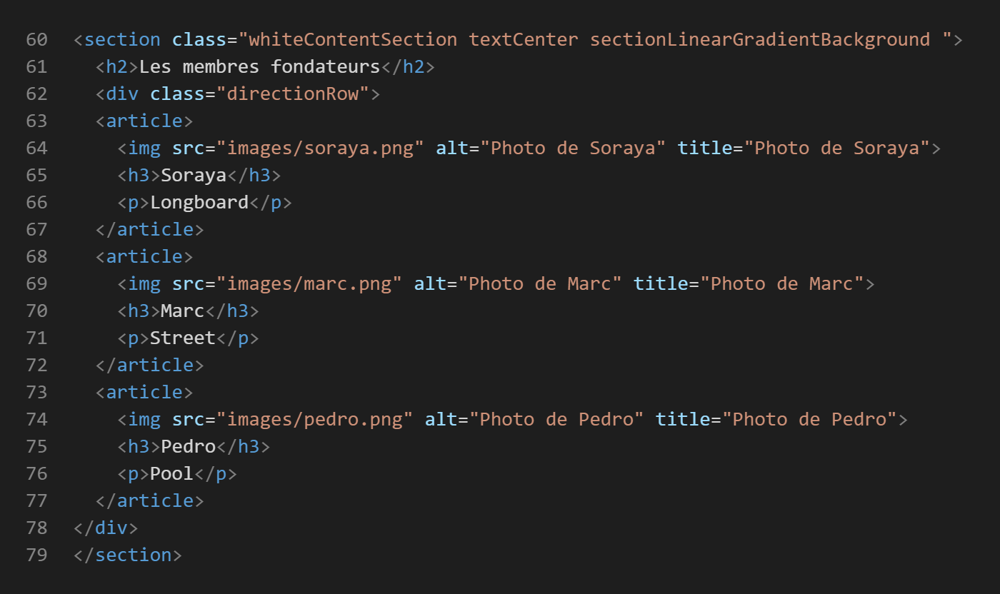 60 <section class="whiteContentSection textCenter sectionLinearGradientBackground ">
61   <h2>Les membres fondateurs</h2>
62   <div class="directionRow">
63   <article>
64     <img src="images/soraya.png" alt="Photo de Soraya" title="Photo de Soraya">
65     <h3>Soraya</h3>
66     <p>Longboard</p>
67   </article>
68   <article>
69     <img src="images/marc.png" alt="Photo de Marc" title="Photo de Marc">
70     <h3>Marc</h3>
71     <p>Street</p>
72   </article>
73   <article>
74     <img src="images/pedro.png" alt="Photo de Pedro" title="Photo de Pedro">
75     <h3>Pedro</h3>
76     <p>Pool</p>
77   </article>
78 </div>
79 </section>